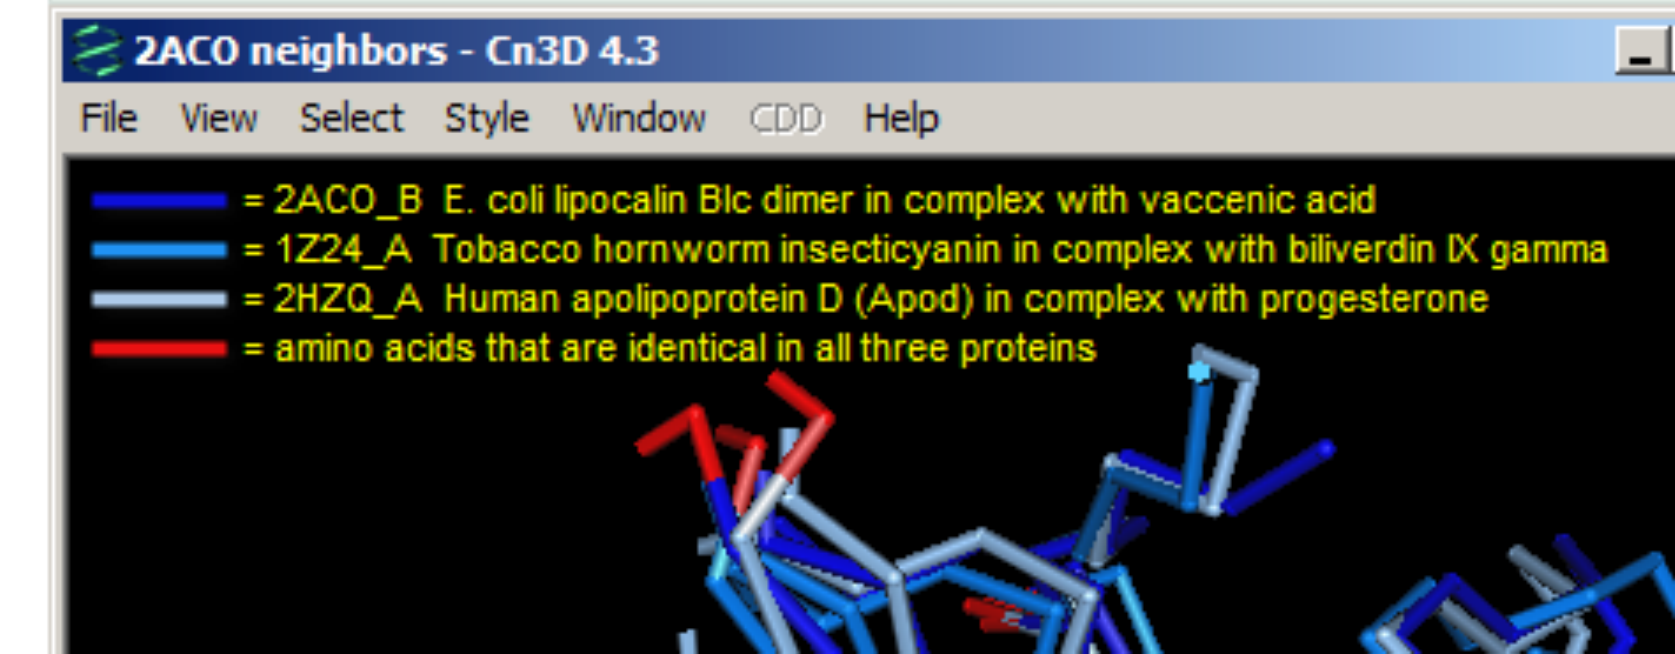 2ACO neighbors - Cn3D 4.3
File View Select Style Window CDD Help
= 2ACO_B E. coli lipocalin Blc dimer in complex with vaccenic acid
= 1Z24_A Tobacco hornworm insecticyanin in complex with biliverdin IX gamma
= 2HZQ_A Human apolipoprotein D (Apod) in complex with progesterone
= amino acids that are identical in all three proteins